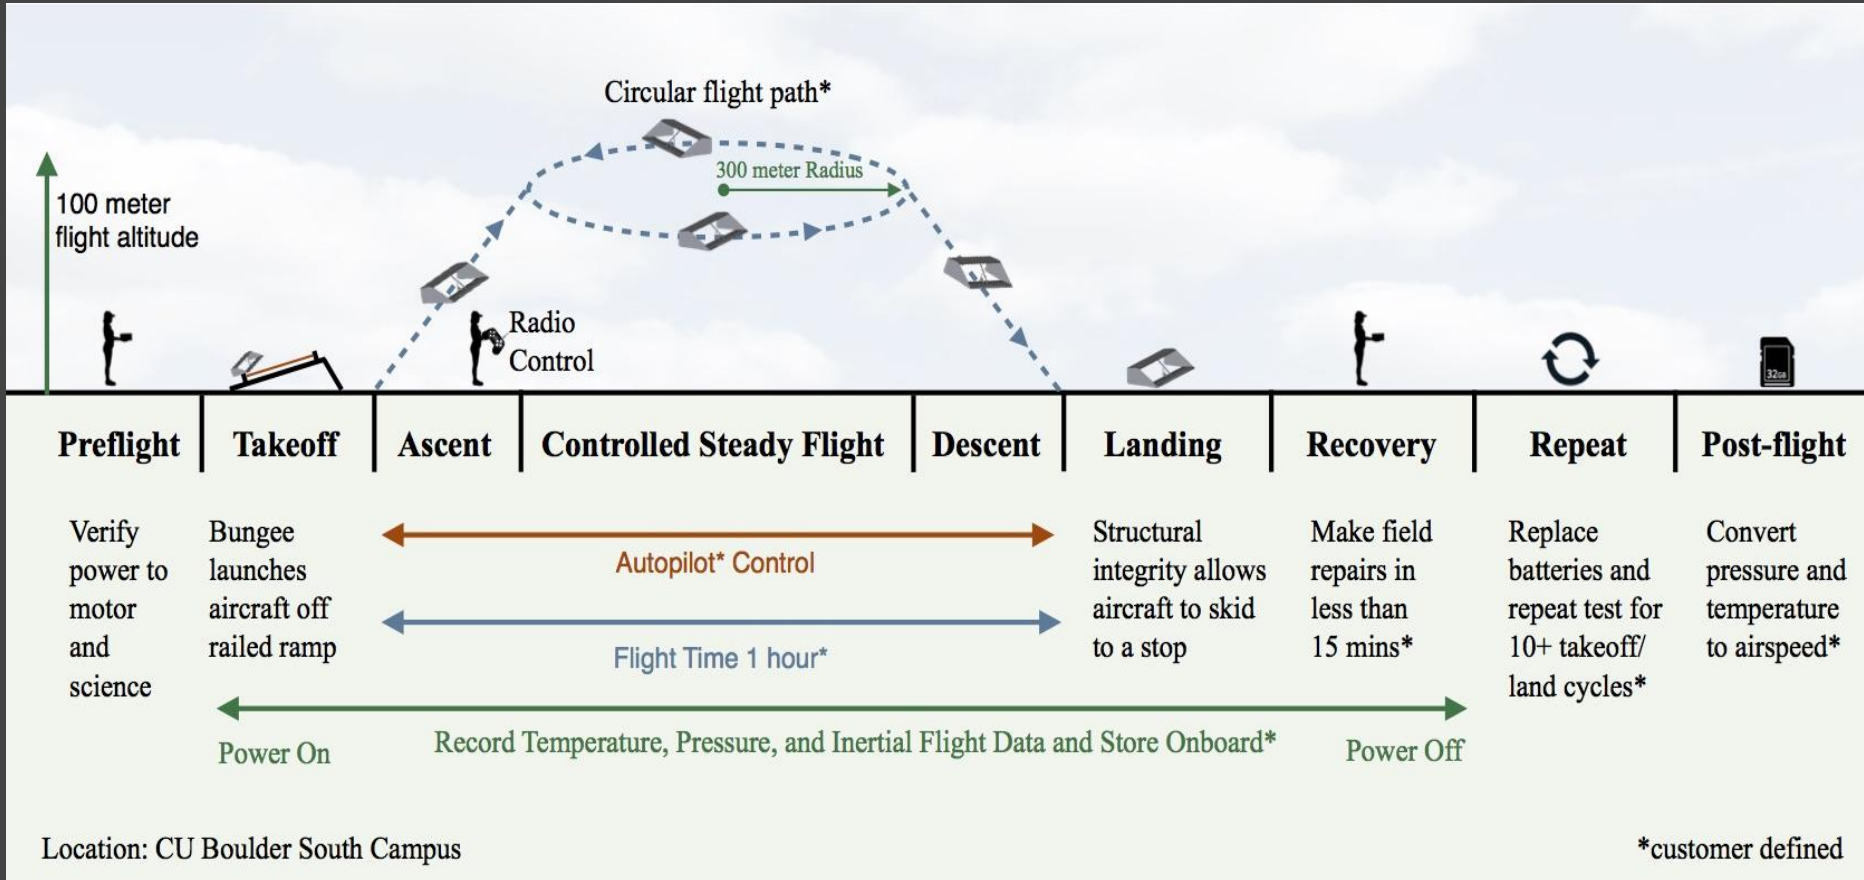 Circular flight path*
300 meter Radius
100 meter
flight altitude
Radio
Control
32GB
Preflight
Takeoff
Ascent
Controlled Steady Flight
Descent
Landing
Recovery
Repeat
Post-flight
Verify
power to
motor
and
science
Bungee
launches
aircraft off
railed ramp
Autopilot* Control
Flight Time 1 hour*
Structural
integrity allows
aircraft to skid
to a stop
Make field
repairs in
less than
15 mins*
Replace
batteries and
repeat test for
10+ takeoff/
land cycles*
Convert
pressure and
temperature
to airspeed*
Power On
Record Temperature, Pressure, and Inertial Flight Data and Store Onboard*
Power Off
Location: CU Boulder South Campus
*customer defined